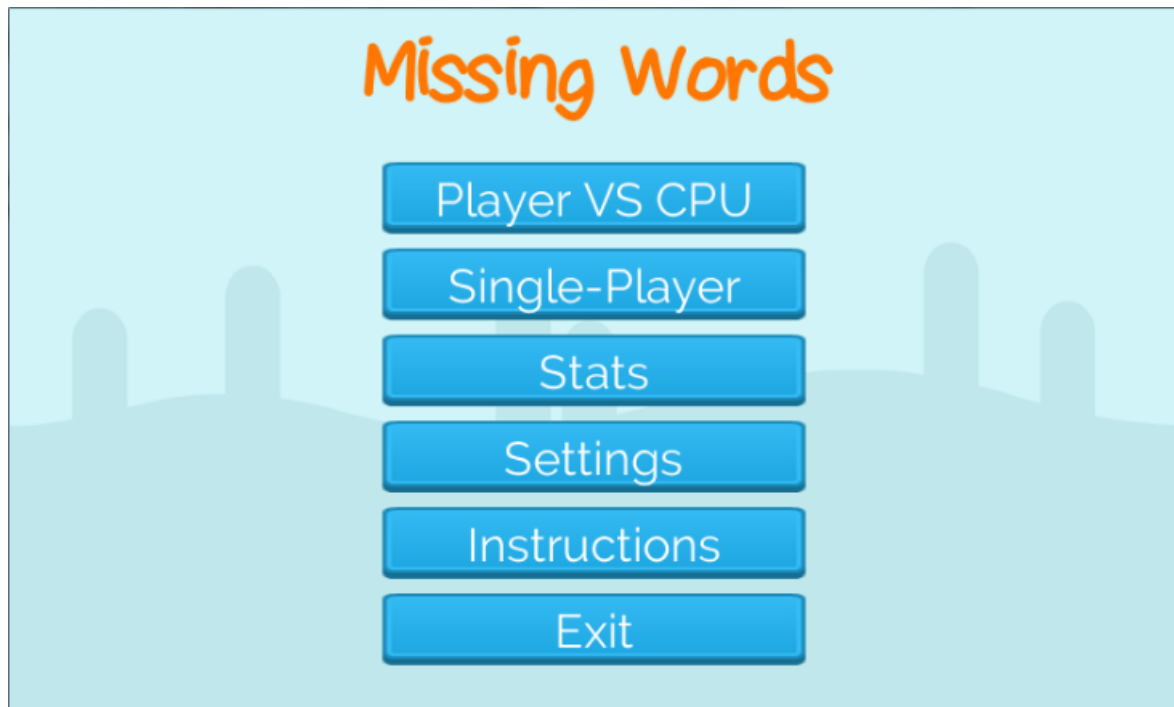 Missing Words
Player VS CPU
Single-Player
Stats
Settings
Instructions
Exit